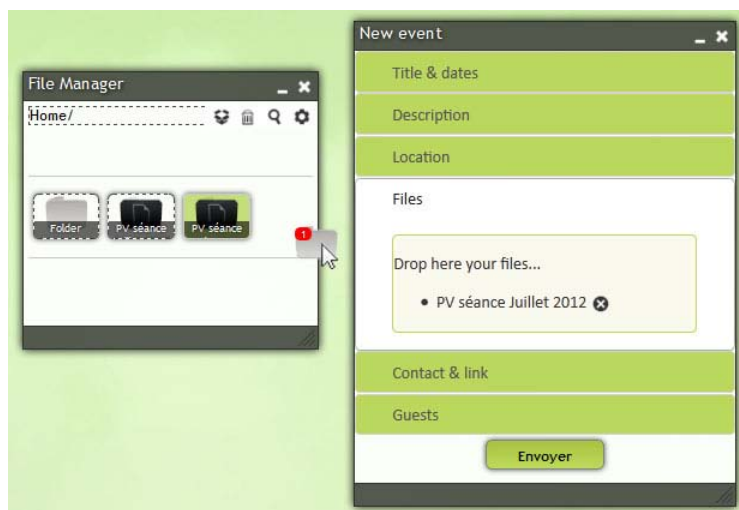 File Manager
Home/
Folder
PV séance
PV séance
1
New event
Title & dates
Description
Location
Files
Drop here your files...
• PV séance Juillet 2012
Contact & link
Guests
Envoyer